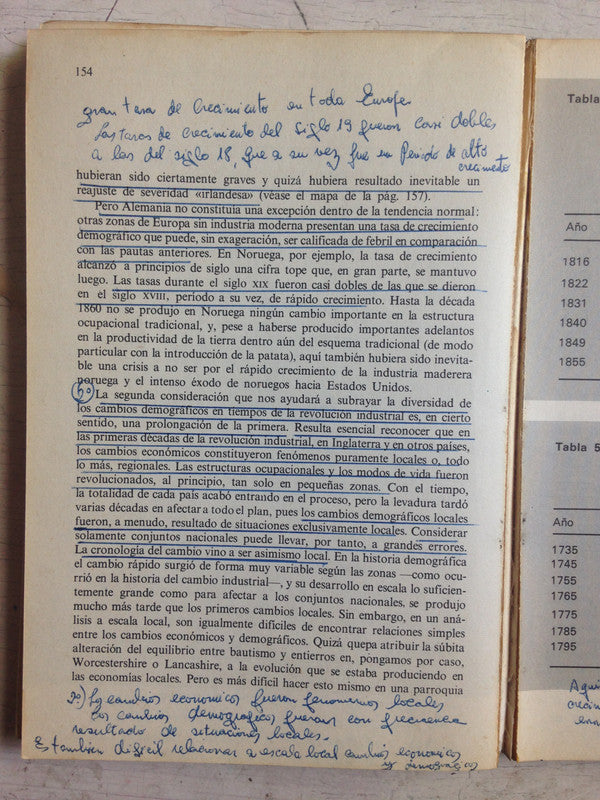 154
gran tasa de crecimiento en toda Europa
Las tasas de crecimiento del siglo 19 fueron casi dobles
a las del siglo 18, que a su vez fue un Periodo de alto
crecimiento
hubieran sido ciertamente graves y quizá hubiera resultado inevitable un
reajuste de severidad «irlandesa» (véase el mapa de la pág. 157).
Pero Alemania no constituía una excepción dentro de la tendencia normal:
otras zonas de Europa sin industria moderna presentan una tasa de crecimiento
demográfico que puede, sin exageración, ser calificada de febril en comparación
con las pautas anteriores. En Noruega, por ejemplo, la tasa de crecimiento
alcanzó a principios de siglo una cifra tope que, en gran parte, se mantuvo
luego. Las tasas durante el siglo XIX fueron casi dobles de las que se dieron
en el siglo XVIII, período a su vez, de rápido crecimiento. Hasta la década
1860 no se produjo en Noruega ningún cambio importante en la estructura
ocupacional tradicional, y, pese a haberse producido importantes adelantos
en la productividad de la tierra dentro aún del esquema tradicional (de modo
particular con la introducción de la patata), aquí también hubiera sido inevita-
ble una crisis a no ser por el rápido crecimiento de la industria maderera
noruega y el intenso éxodo de noruegos hacia Estados Unidos.
La segunda consideración que nos ayudará a subrayar la diversidad de
los cambios demográficos en tiempos de la revolución industrial es, en cierto
sentido, una prolongación de la primera. Resulta esencial reconocer que en
las primeras décadas de la revolución industrial, en Inglaterra y en otros países,
los cambios económicos constituyeron fenómenos puramente locales o, todo
lo más, regionales. Las estructuras ocupacionales y los modos de vida fueron
revolucionados, al principio, tan solo en pequeñas zonas. Con el tiempo,
la totalidad de cada país acabó entrando en el proceso, pero la levadura tardó
varias décadas en afectar a todo el plan, pues los cambios demográficos locales
fueron, a menudo, resultado de situaciones exclusivamente locales. Considerar
solamente conjuntos nacionales puede llevar, por tanto, a grandes errores.
La cronología del cambio vino a ser asimismo local. En la historia demográfica
el cambio rápido surgió de forma muy variable según las zonas —como ocu-
rrió en la historia del cambio industrial—, y su desarrollo en escala lo suficien-
temente grande como para afectar a los conjuntos nacionales. se produjo
mucho más tarde que los primeros cambios locales. Sin embargo, en un aná-
lisis a escala local, son igualmente difíciles de encontrar relaciones simples
entre los cambios económicos y demográficos. Quizá quepa atribuir la súbita
alteración del equilibrio entre bautismo y entierros en, pongamos por caso,
Worcestershire o Lancashire, a la evolución que se estaba produciendo en
las economías locales. Pero es más difícil hacer esto mismo en una parroquia
2º) Los cambios economicos fueron fenomenos locales
Los cambios demograficos fueron con frecuencia
resultado de situaciones locales.
Es tambien dificil relacionar a escala local cambios economicos
y demograficos
Tabla
Año
1816
1822
1831
1840
1849
1855
Tabla 5
Año
1735
1745
1755
1765
1775
1785
1795